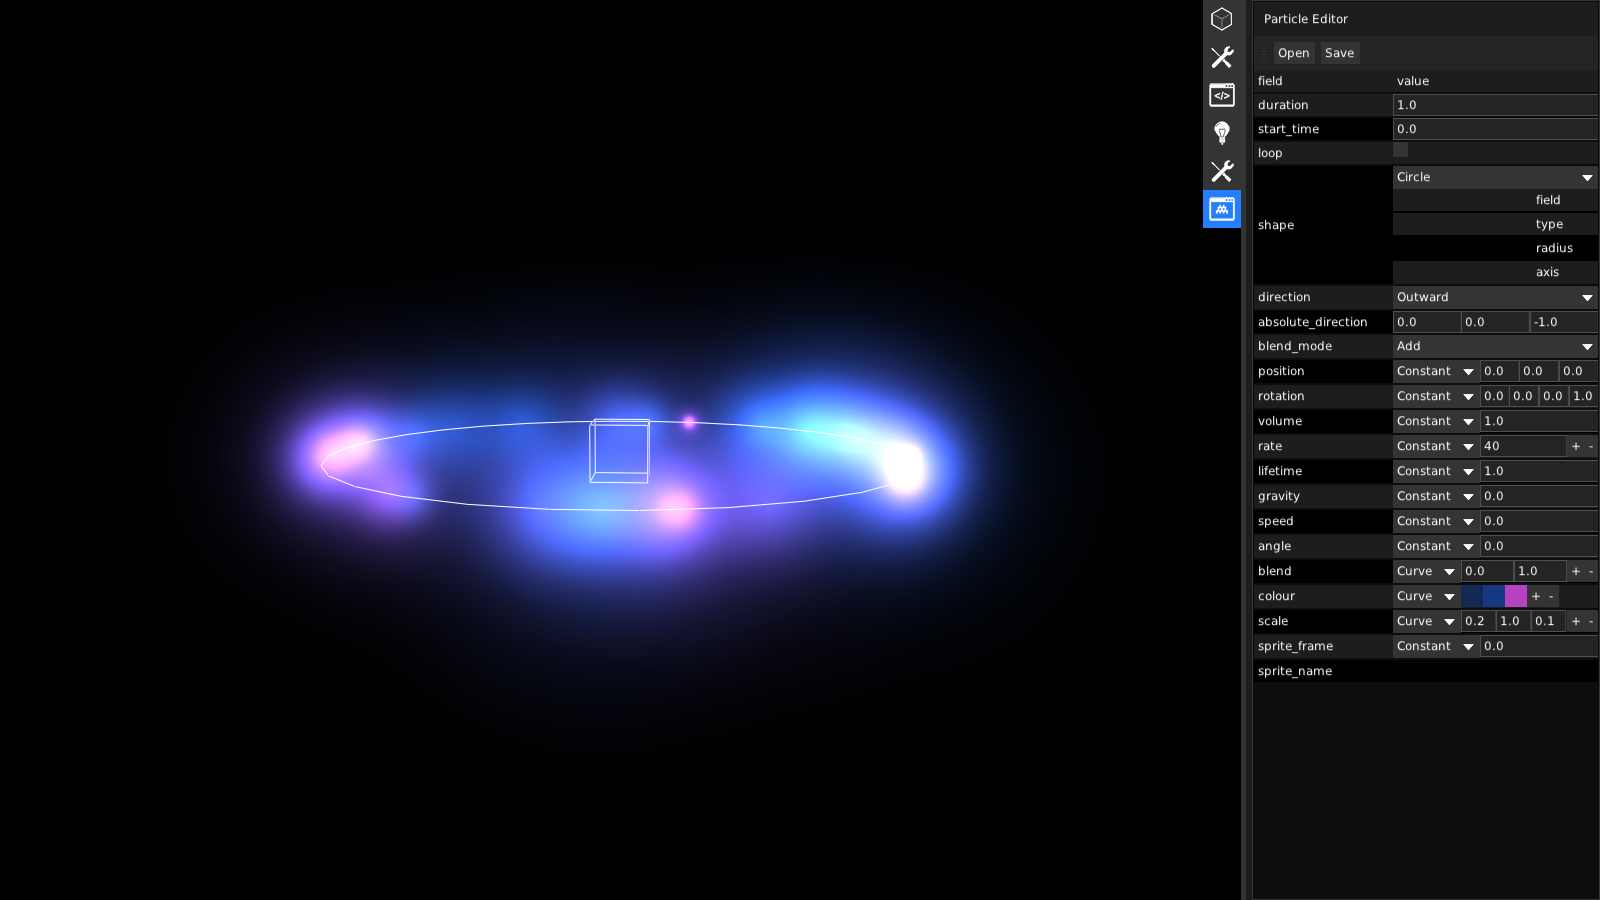 Particle Editor
Open Save
field value
duration 1.0
start_time 0.0
loop
Circle
field
type
shape
radius
axis
direction Outward
absolute_direction 0.0 0.0 -1.0
blend_mode Add
position Constant 0.0 0.0 0.0
rotation Constant 0.0 0.0 0.0 1.0
volume Constant 1.0
rate Constant 40 + -
lifetime Constant 1.0
gravity Constant 0.0
speed Constant 0.0
angle Constant 0.0
blend Curve 0.0 1.0 + -
colour Curve + -
scale Curve 0.2 1.0 0.1 + -
sprite_frame Constant 0.0
sprite_name